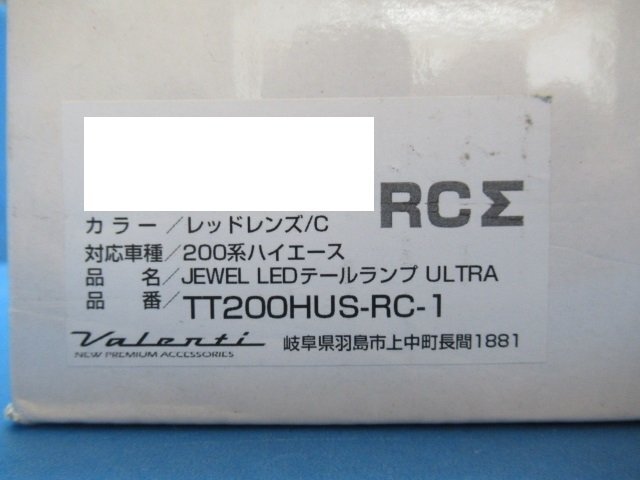 RCΣ
カラー/レッドレンズ/C
対応車種/200系ハイエース
品 名/JEWEL LEDテールランプ ULTRA
品 番/TT200HUS-RC-1
Valenti
NEW PREMIUM ACCESSORIES
岐阜県羽島市上中町長間1881